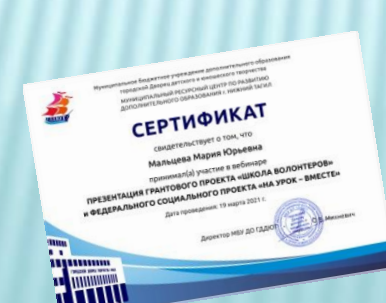 Муниципальное бюджетное учреждение дополнительного образования
городской Дворец детского и юношеского творчества
МУНИЦИПАЛЬНЫЙ РЕСУРСНЫЙ ЦЕНТР ПО РАЗВИТИЮ
ДОПОЛНИТЕЛЬНОГО ОБРАЗОВАНИЯ г. НИЖНИЙ ТАГИЛ
СЕРТИФИКАТ
свидетельствует о том, что
Мальцева Мария Юрьевна
принимал(а) участие в вебинаре
ПРЕЗЕНТАЦИЯ ГРАНТОВОГО ПРОЕКТА «ШКОЛА ВОЛОНТЕРОВ»
и ФЕДЕРАЛЬНОГО СОЦИАЛЬНОГО ПРОЕКТА «НА УРОК – ВМЕСТЕ»
Дата проведения: 19 марта 2021 г.
Директор МБУ ДО ГДДЮТ О.В. Михневич